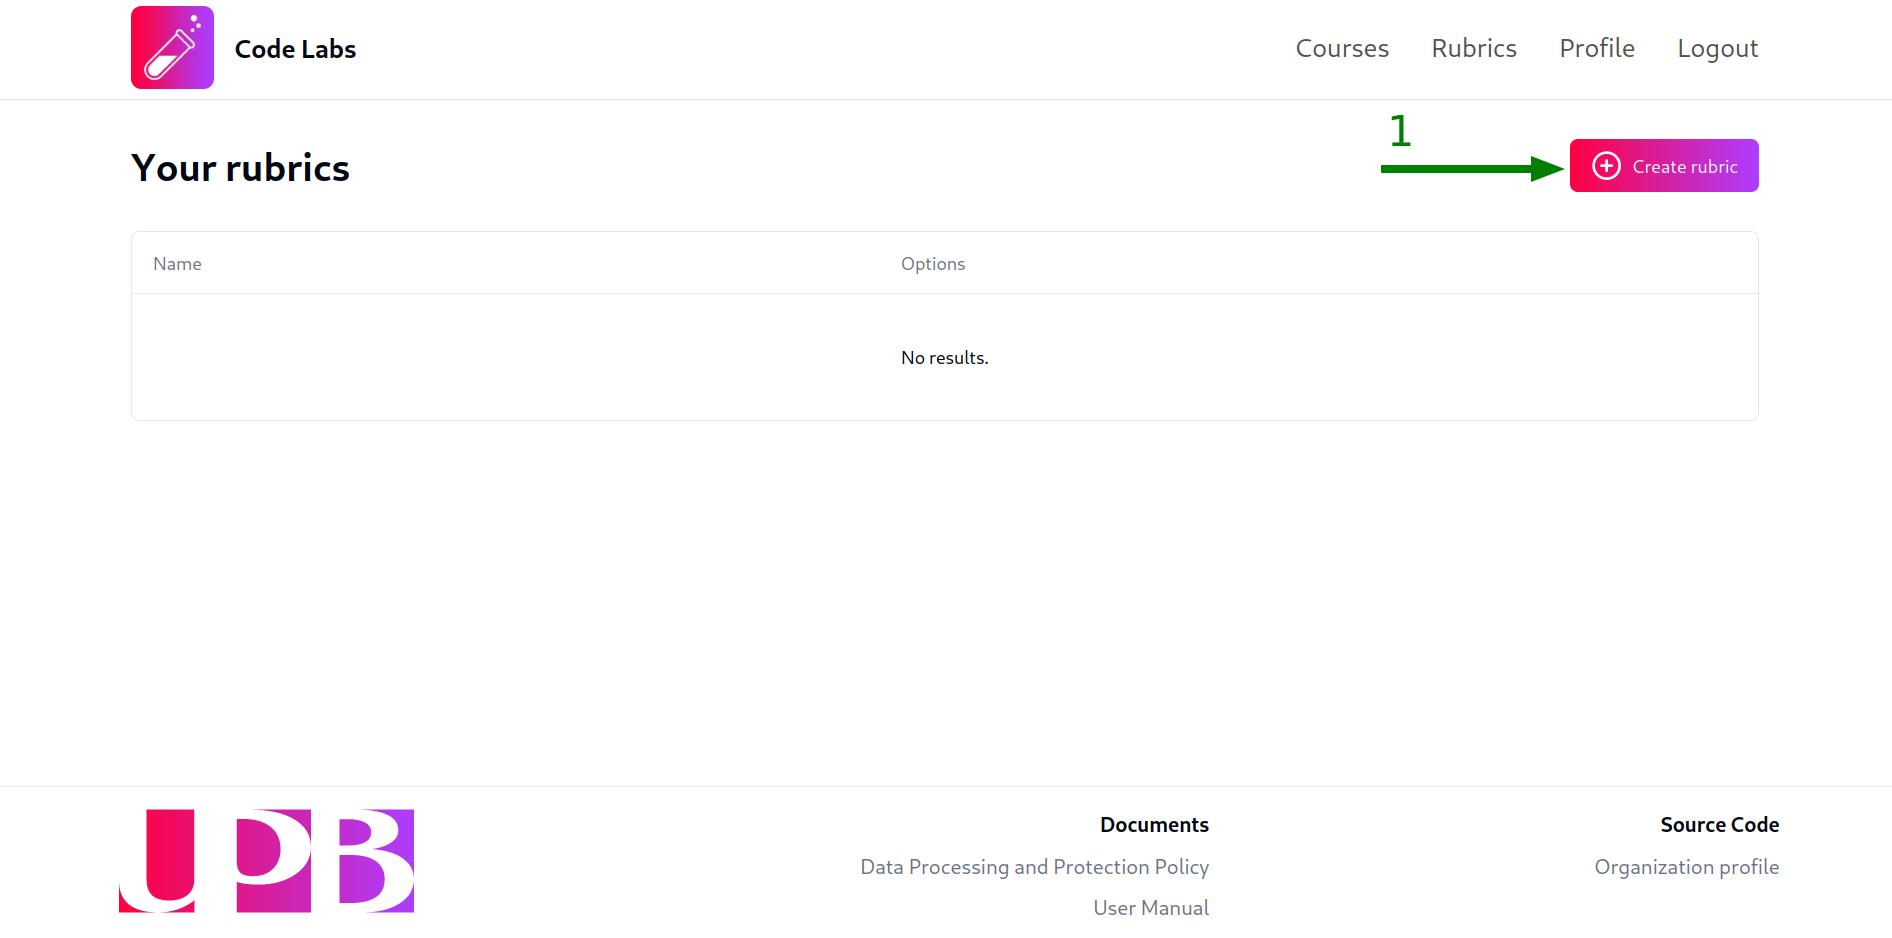 Code Labs
Courses Rubrics Profile Logout
1
Your rubrics
Create rubric
Name Options
No results.
UPB
Documents
Data Processing and Protection Policy
User Manual
Source Code
Organization profile